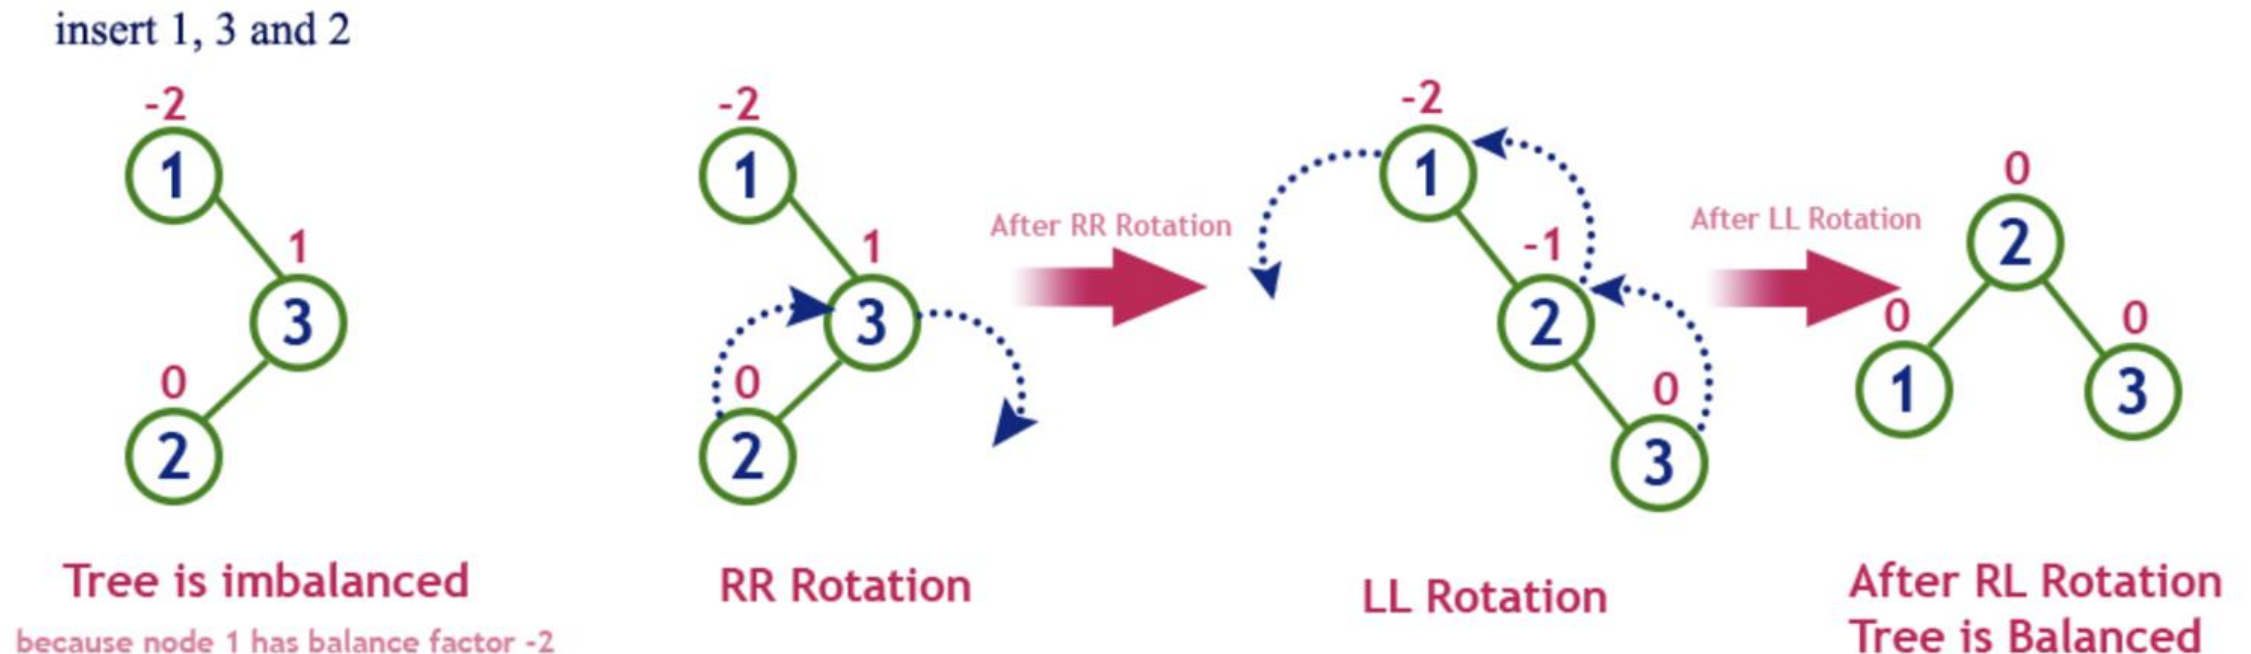 insert 1, 3 and 2
-2
1
1
3
0
2
Tree is imbalanced
because node 1 has balance factor -2
-2
1
1
3
0
2
RR Rotation
After RR Rotation
-2
1
-1
2
0
3
LL Rotation
After LL Rotation
0
2
0
1
0
3
After RL Rotation
Tree is Balanced